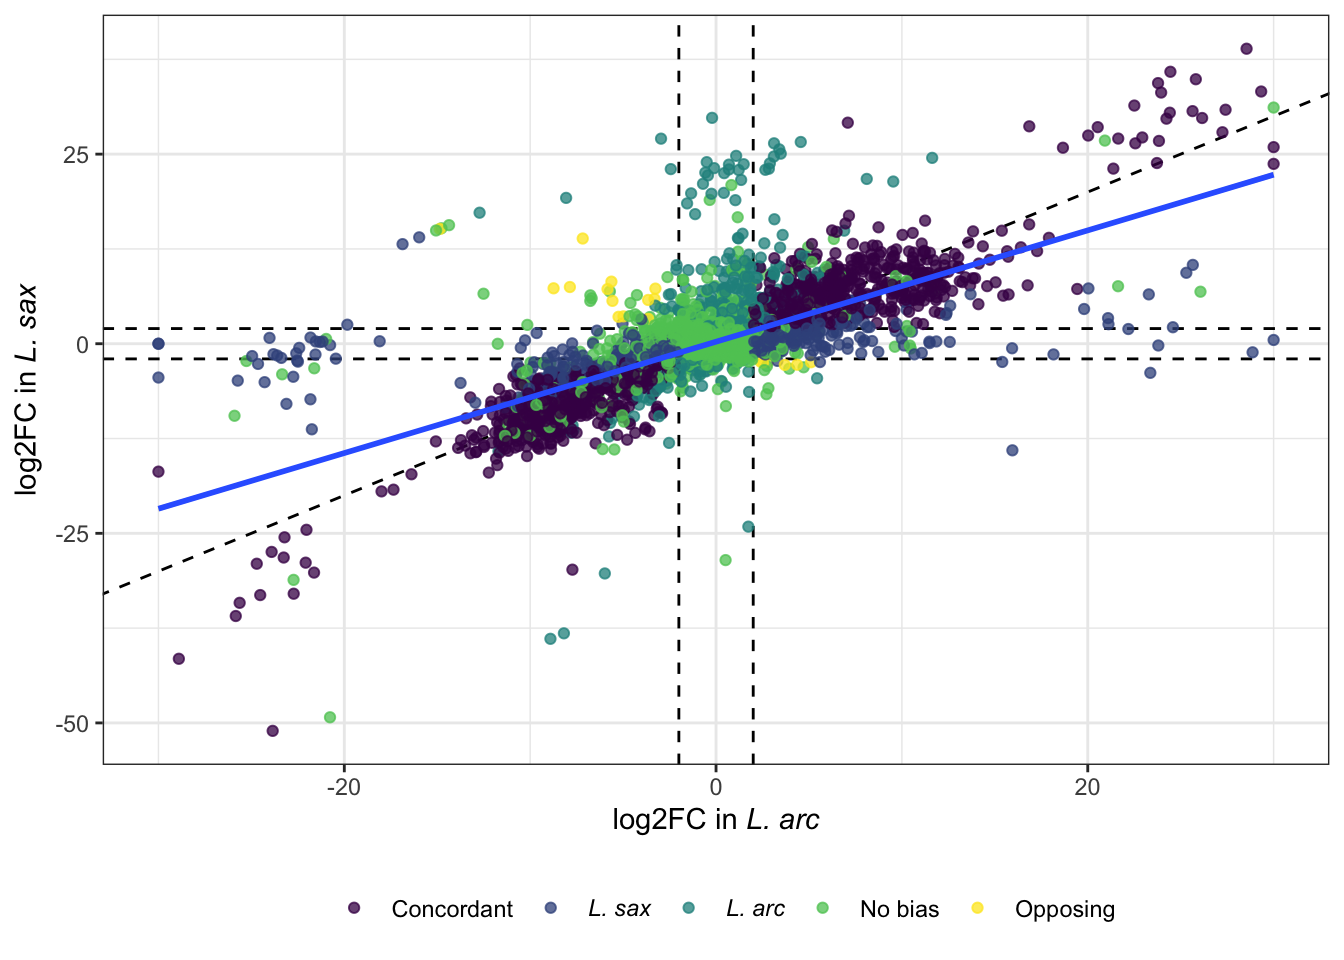 25
0
-25
-50
log2FC in L. sax
-20
0
20
log2FC in L. arc
Concordant
L. sax
L. arc
No bias
Opposing